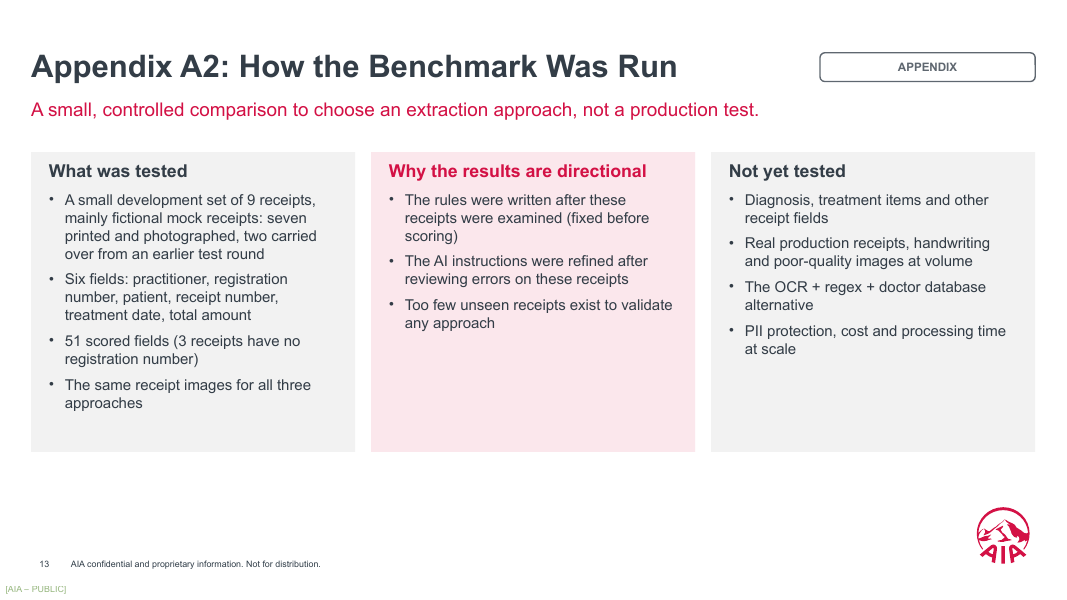 Appendix A2: How the Benchmark Was Run
APPENDIX
A small, controlled comparison to choose an extraction approach, not a production test.
What was tested
• A small development set of 9 receipts,
mainly fictional mock receipts: seven
printed and photographed, two carried
over from an earlier test round
• Six fields: practitioner, registration
number, patient, receipt number,
treatment date, total amount
• 51 scored fields (3 receipts have no
registration number)
• The same receipt images for all three
approaches
Why the results are directional
• The rules were written after these
receipts were examined (fixed before
scoring)
• The AI instructions were refined after
reviewing errors on these receipts
• Too few unseen receipts exist to validate
any approach
Not yet tested
• Diagnosis, treatment items and other
receipt fields
• Real production receipts, handwriting
and poor-quality images at volume
• The OCR + regex + doctor database
alternative
• PII protection, cost and processing time
at scale
AIA
13 AIA confidential and proprietary information. Not for distribution.
[AIA – PUBLIC]